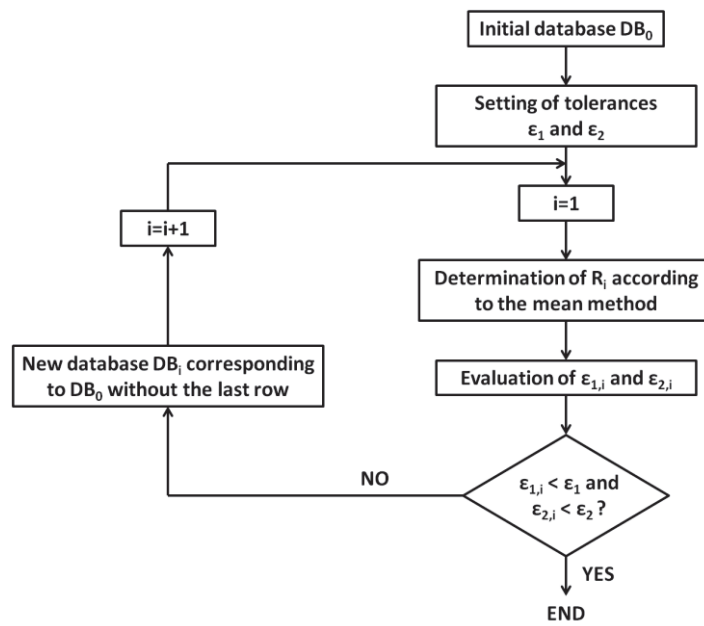 Initial database DB₀
Setting of tolerances
ε₁ and ε₂
i=1
i=i+1
Determination of Rᵢ according
to the mean method
New database DBᵢ corresponding
to DB₀ without the last row
Evaluation of ε₁,ᵢ and ε₂,ᵢ
NO
ε₁,ᵢ < ε₁ and
ε₂,ᵢ < ε₂ ?
YES
END